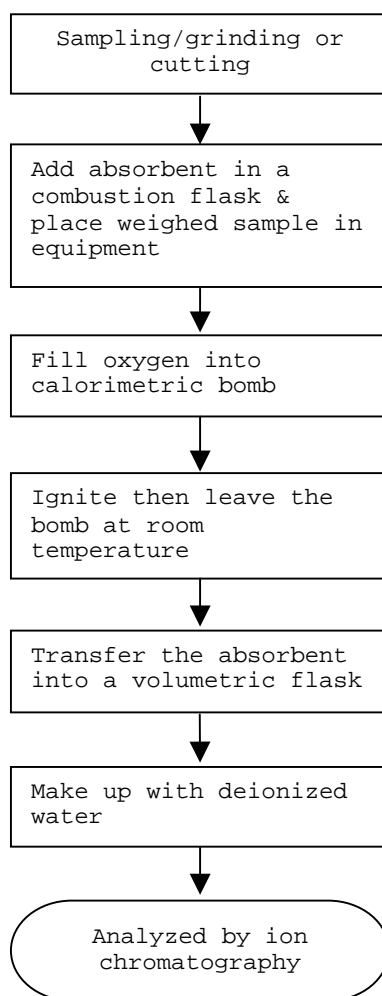 Sampling/grinding or
cutting
Add absorbent in a
combustion flask &
place weighed sample in
equipment
Fill oxygen into
calorimetric bomb
Ignite then leave the
bomb at room
temperature
Transfer the absorbent
into a volumetric flask
Make up with deionized
water
Analyzed by ion
chromatography